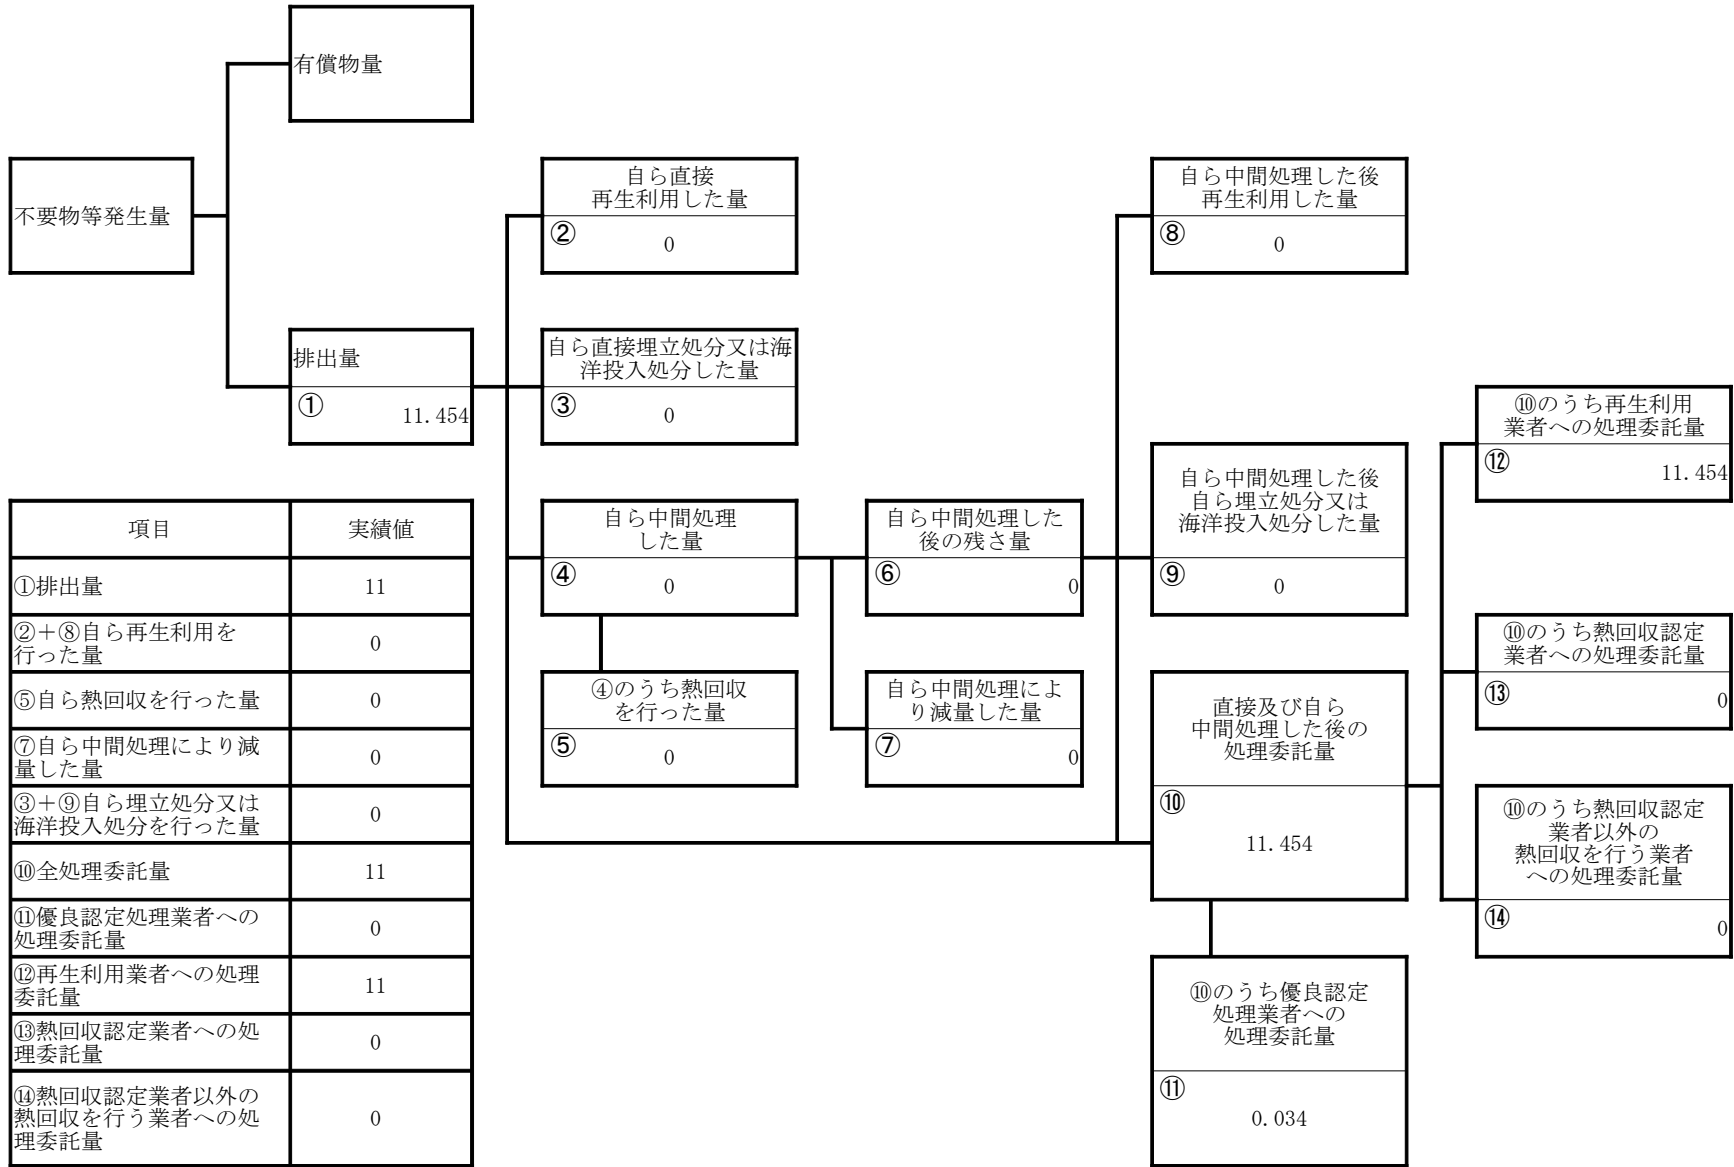 有償物量
不要物等発生量
自ら直接
再生利用した量
②
0
自ら中間処理した後
再生利用した量
⑧
0
排出量
①
11.454
自ら直接埋立処分又は海
洋投入処分した量
③
0
⑩のうち再生利用
業者への処理委託量
⑫
11.454
自ら中間処理
した量
④
0
自ら中間処理した
後の残さ量
⑥
0
自ら中間処理した後
自ら埋立処分又は
海洋投入処分した量
⑨
0
⑩のうち熱回収認定
業者への処理委託量
⑬
0
④のうち熱回収
を行った量
⑤
0
自ら中間処理によ
り減量した量
⑦
0
直接及び自ら
中間処理した後の
処理委託量
⑩
11.454
⑩のうち熱回収認定
業者以外の
熱回収を行う業者
への処理委託量
⑭
0
⑩のうち優良認定
処理業者への
処理委託量
⑪
0.034
項目 実績値
①排出量 11
②+⑧自ら再生利用を
行った量 0
⑤自ら熱回収を行った量 0
⑦自ら中間処理により減
量した量 0
③+⑨自ら埋立処分又は
海洋投入処分を行った量 0
⑩全処理委託量 11
⑪優良認定処理業者への
処理委託量 0
⑫再生利用業者への処理
委託量 11
⑬熱回収認定業者への処
理委託量 0
⑭熱回収認定業者以外の
熱回収を行う業者への処
理委託量 0